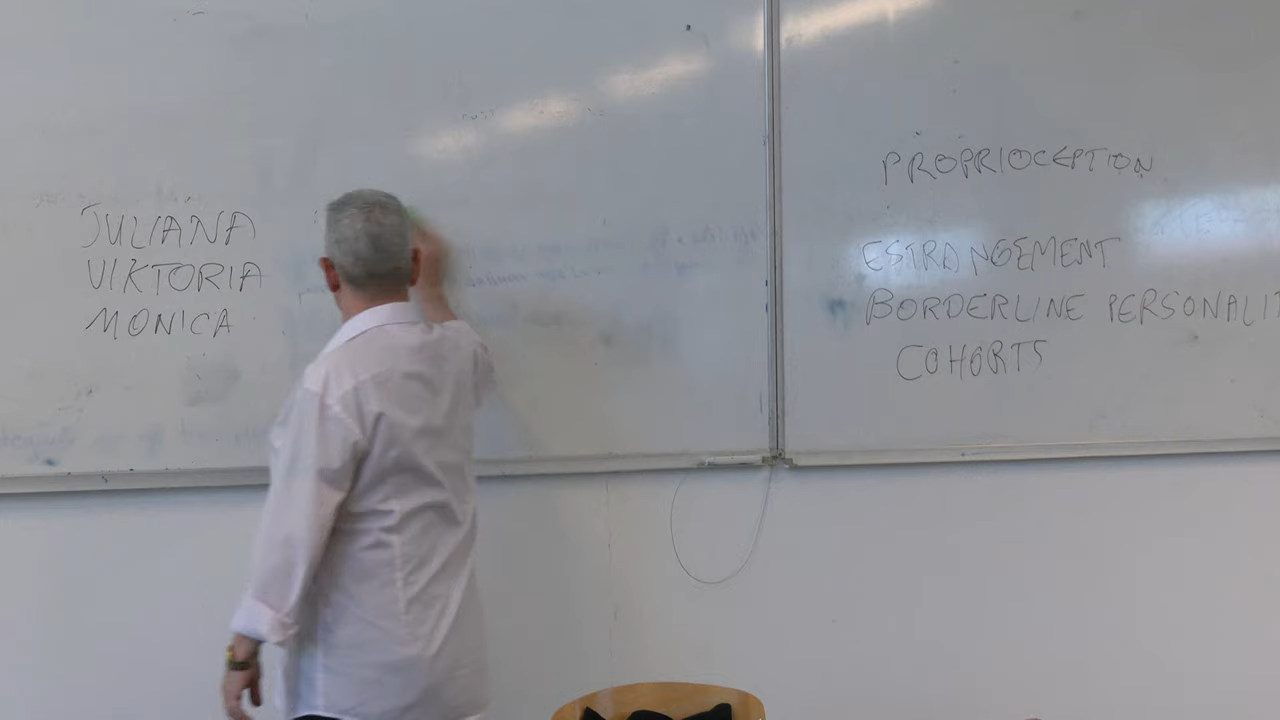 JULIANA
VIKTORIA
MONICA
PROPRIOCEPTION
ESTRANGEMENT
BORDERLINE PERSONALIT
COHORTS